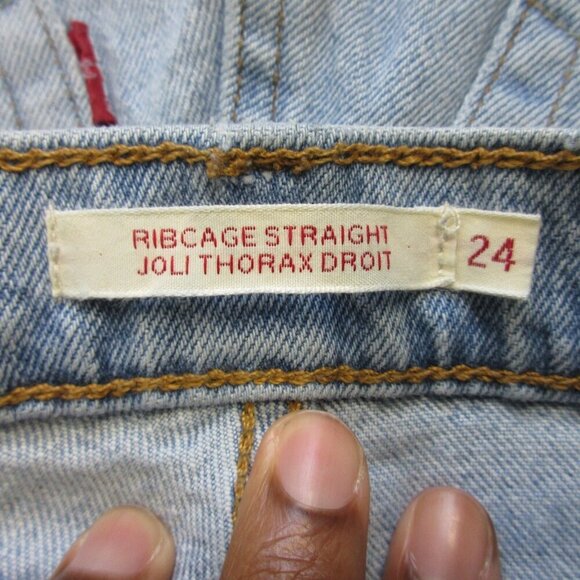 RIBCAGE STRAIGHT
JOLI THORAX DROIT
24